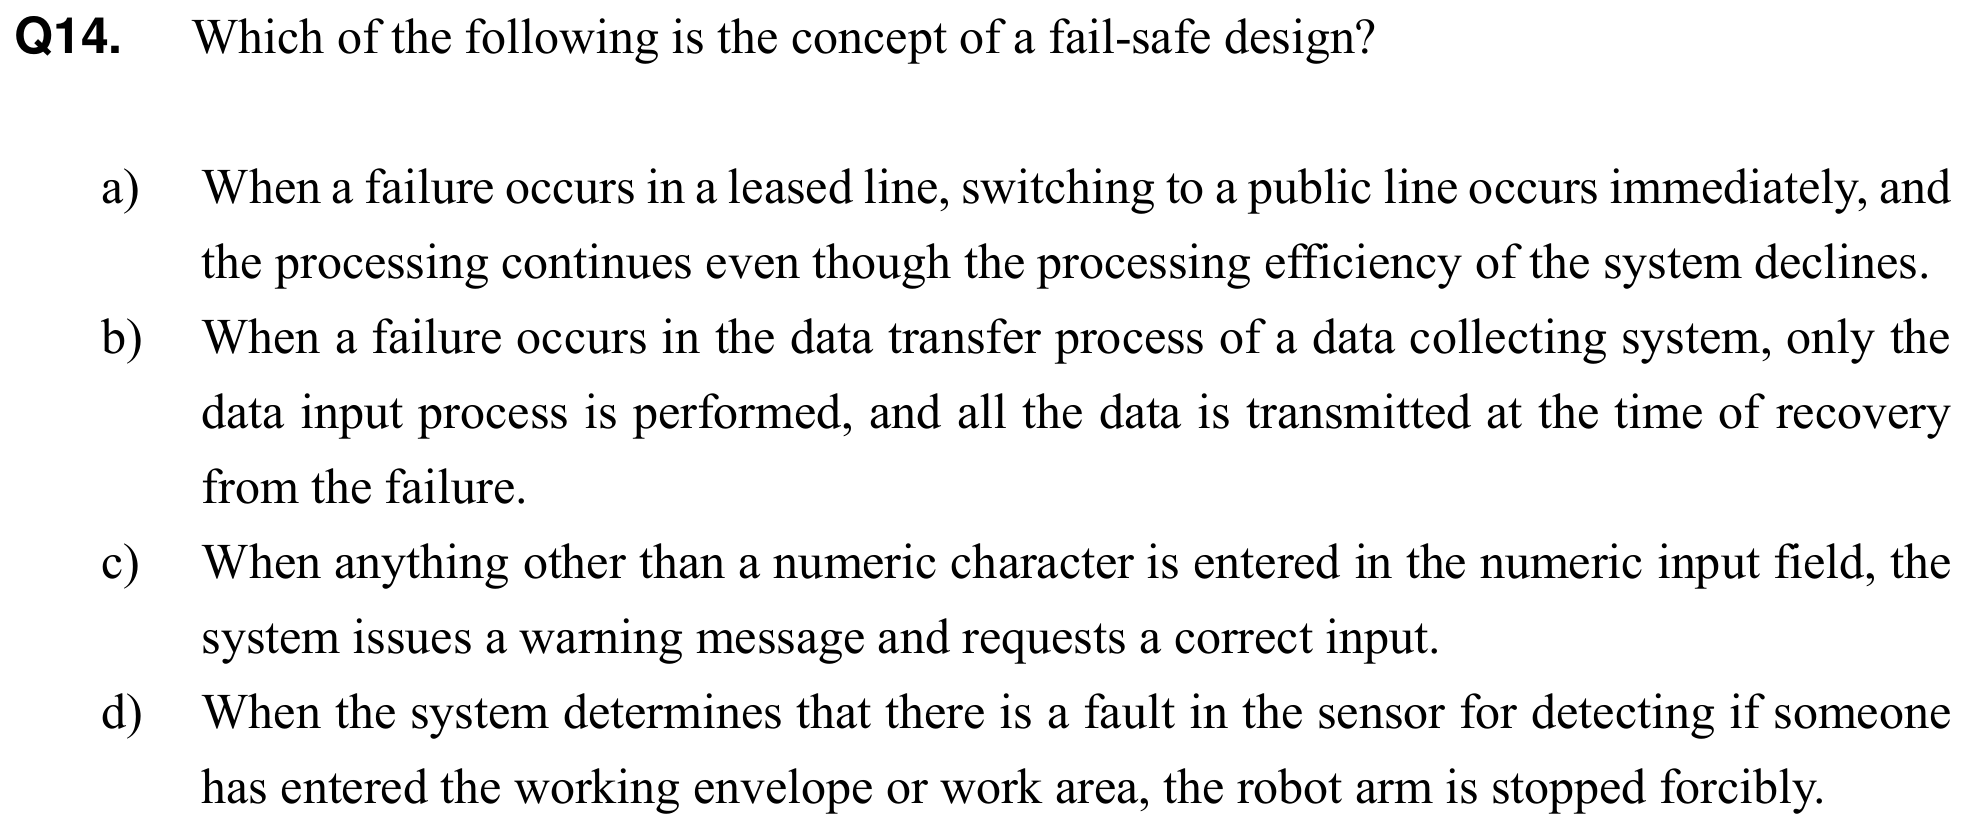 Q14. Which of the following is the concept of a fail-safe design?
a) When a failure occurs in a leased line, switching to a public line occurs immediately, and
the processing continues even though the processing efficiency of the system declines.
b) When a failure occurs in the data transfer process of a data collecting system, only the
data input process is performed, and all the data is transmitted at the time of recovery
from the failure.
c) When anything other than a numeric character is entered in the numeric input field, the
system issues a warning message and requests a correct input.
d) When the system determines that there is a fault in the sensor for detecting if someone
has entered the working envelope or work area, the robot arm is stopped forcibly.